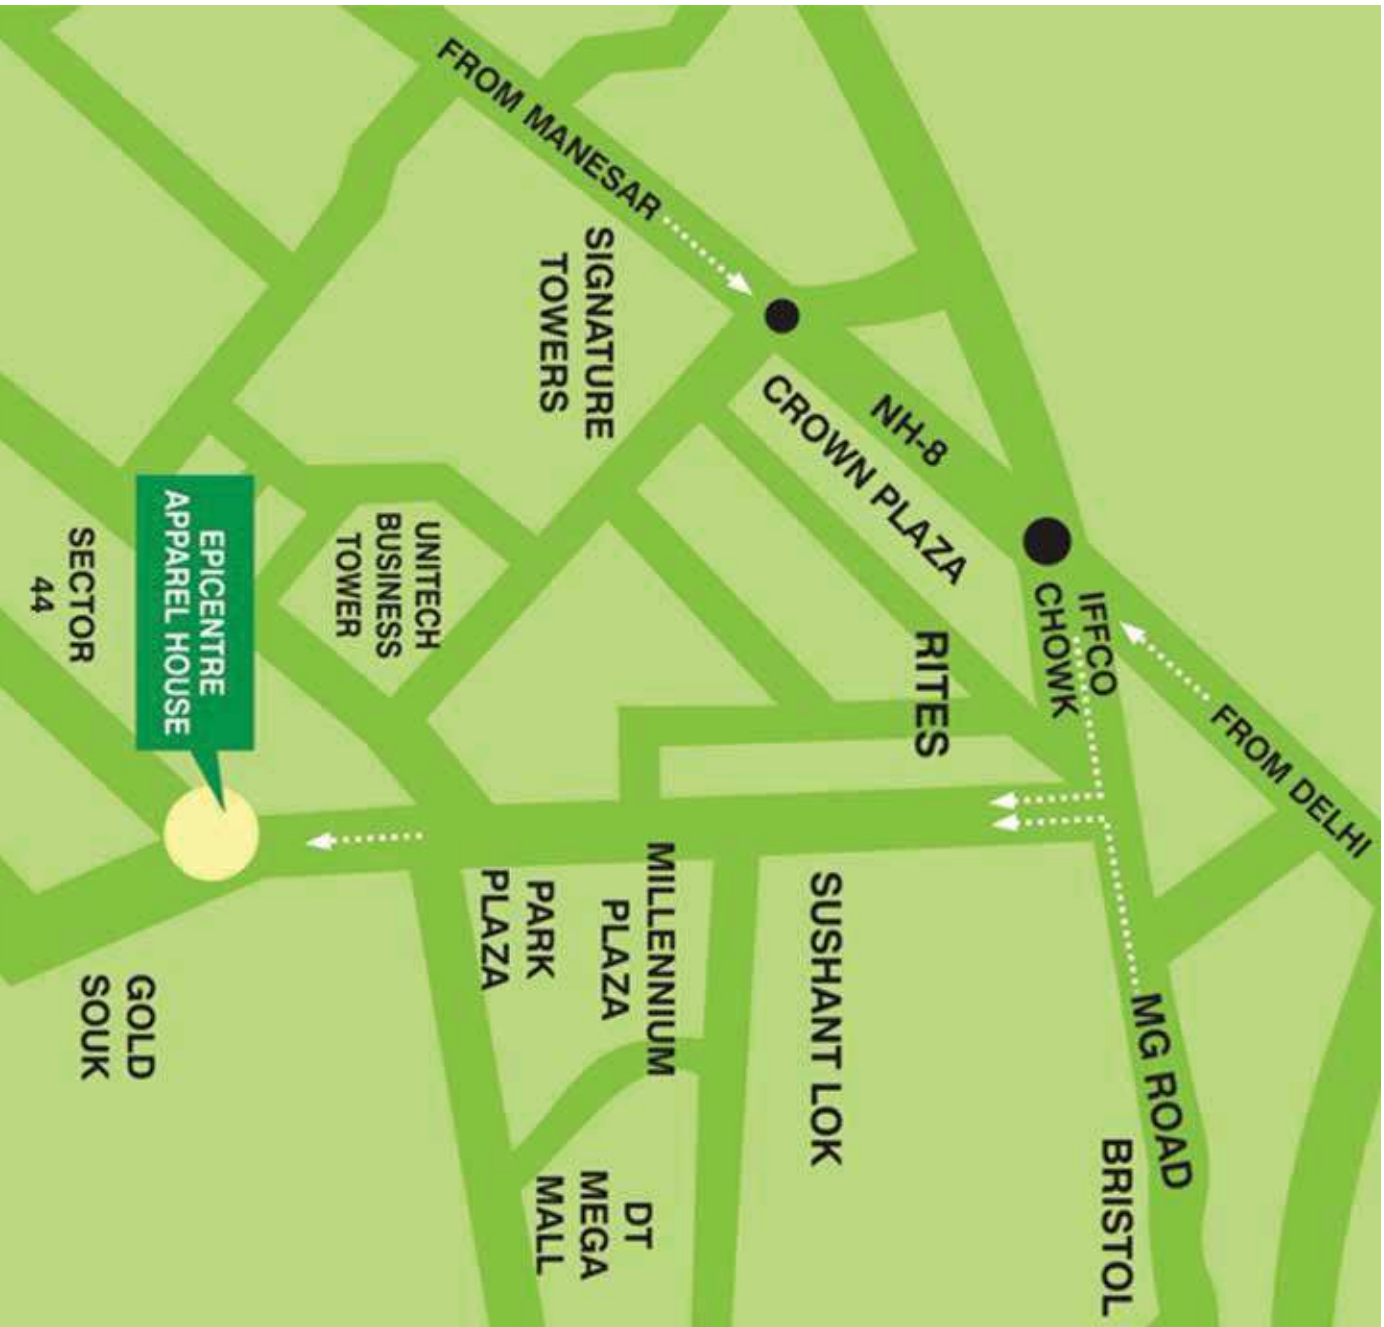 FROM DELHI
IFFCO
CHOWK
MG ROAD
BRISTOL
NH-8
CROWN PLAZA
RITES
SUSHANT LOK
FROM MANESAR
SIGNATURE
TOWERS
MILLENNIUM
PLAZA
DT
MEGA
MALL
PARK
PLAZA
UNITECH
BUSINESS
TOWER
EPICENTRE
APPAREL HOUSE
GOLD
SOUK
SECTOR
44